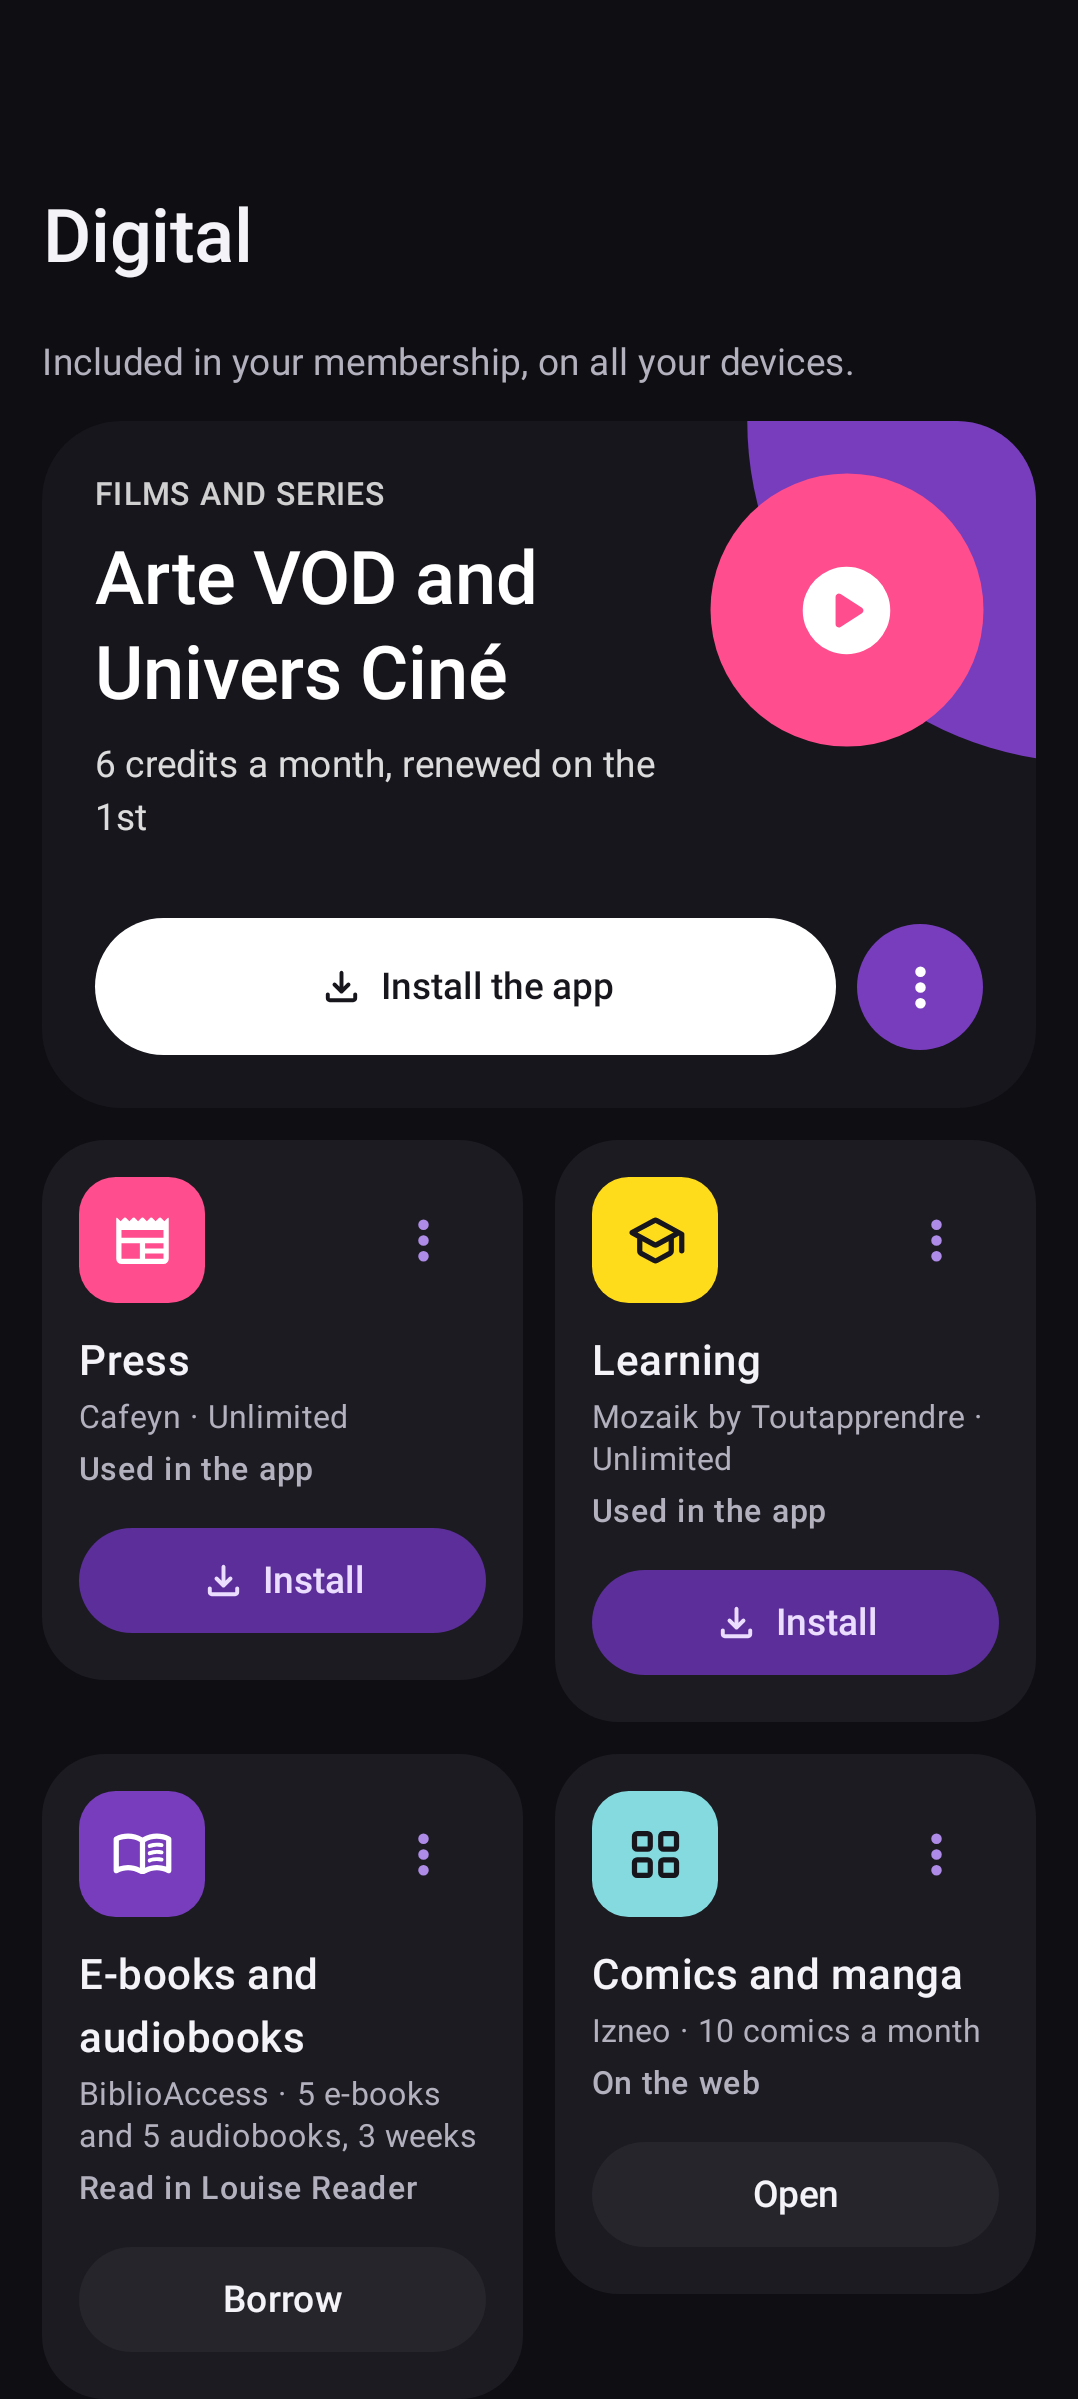 Digital
Included in your membership, on all your devices.
FILMS AND SERIES
Arte VOD and
Univers Ciné
6 credits a month, renewed on the
1st
Install the app
Press
Cafeyn · Unlimited
Used in the app
Install
Learning
Mozaik by Toutapprendre ·
Unlimited
Used in the app
Install
E-books and
audiobooks
BiblioAccess · 5 e-books
and 5 audiobooks, 3 weeks
Read in Louise Reader
Borrow
Comics and manga
Izneo · 10 comics a month
On the web
Open